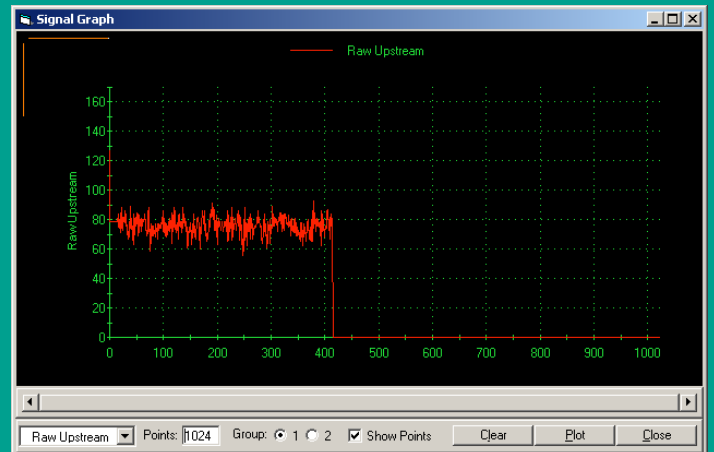 Signal Graph
Raw Upstream
160
140
120
100
80
60
40
20
0
Raw Upstream
0 100 200 300 400 500 600 700 800 900 1000
Raw Upstream Points: 1024 Group: 1 2 Show Points Clear Plot Close